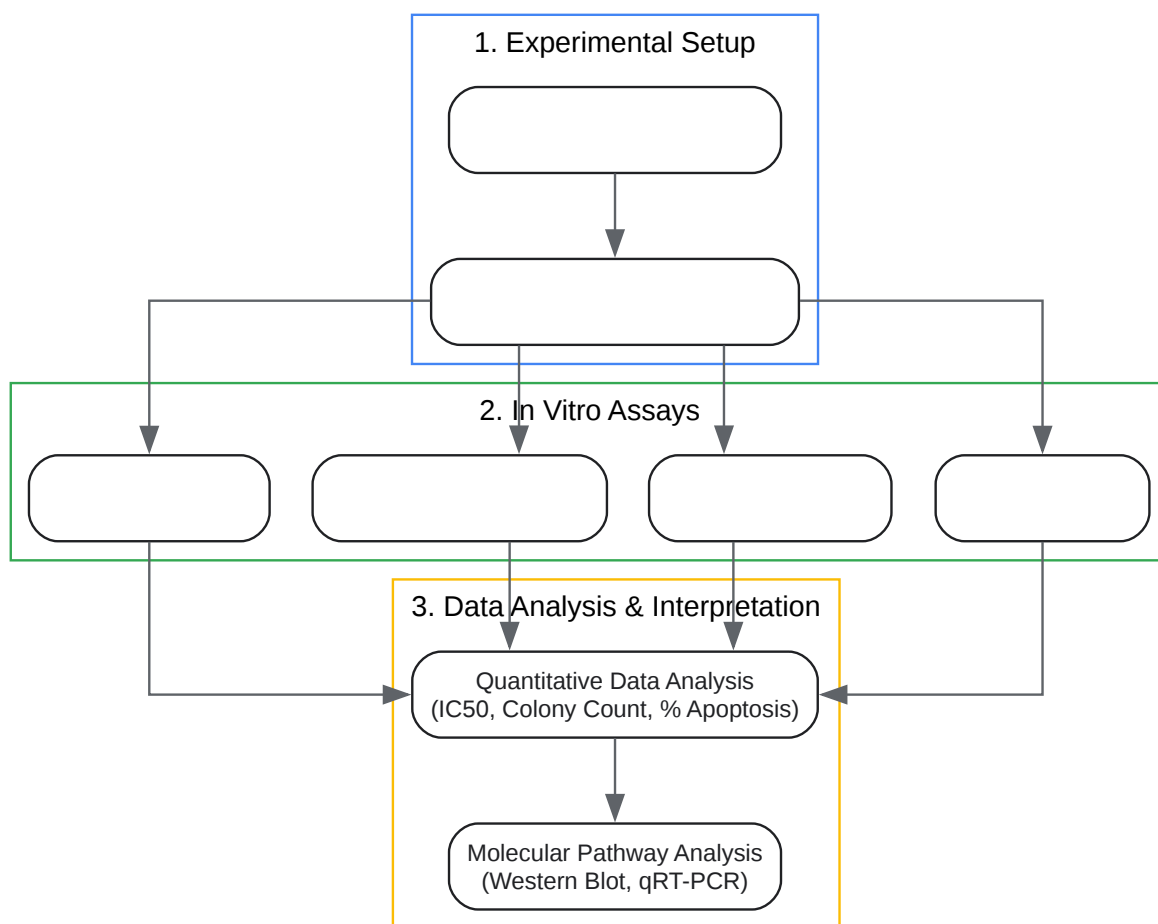 1. Experimental Setup
2. In Vitro Assays
3. Data Analysis & Interpretation
Quantitative Data Analysis
(IC50, Colony Count, % Apoptosis)
Molecular Pathway Analysis
(Western Blot, qRT-PCR)